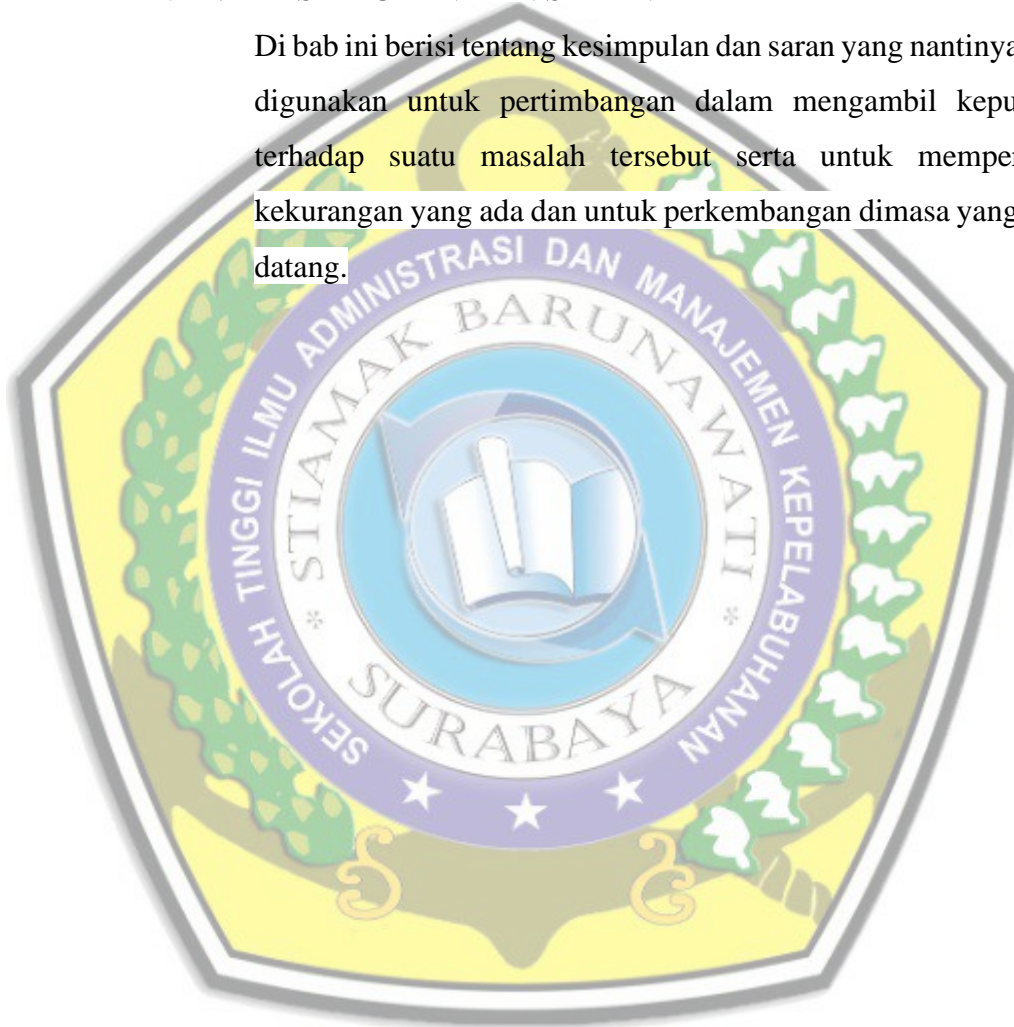 Di bab ini berisi tentang kesimpulan dan saran yang nantinya
digunakan untuk pertimbangan dalam mengambil kepu
terhadap suatu masalah tersebut serta untuk memper
kekurangan yang ada dan untuk perkembangan dimasa yang
datang.
SEKOLAH TINGGI ILMU ADMINISTRASI DAN MANAJEMEN KEPELABUHANAN
STIAMAK BARUNAWATI
* SURABAYA *